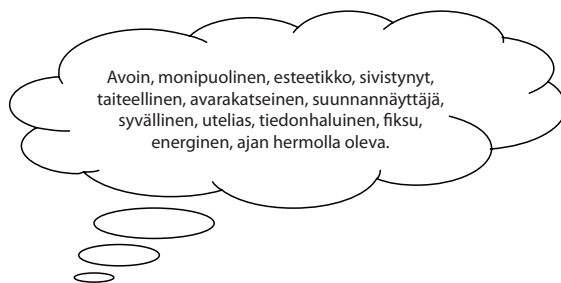 Avoin, monipuolinen, esteetikko, sivistynyt,
taiteellinen, avarakatseinen, suunnannäyttäjä,
syvällinen, utelias, tiedonhaluinen, fiksu,
energinen, ajan hermolla oleva.